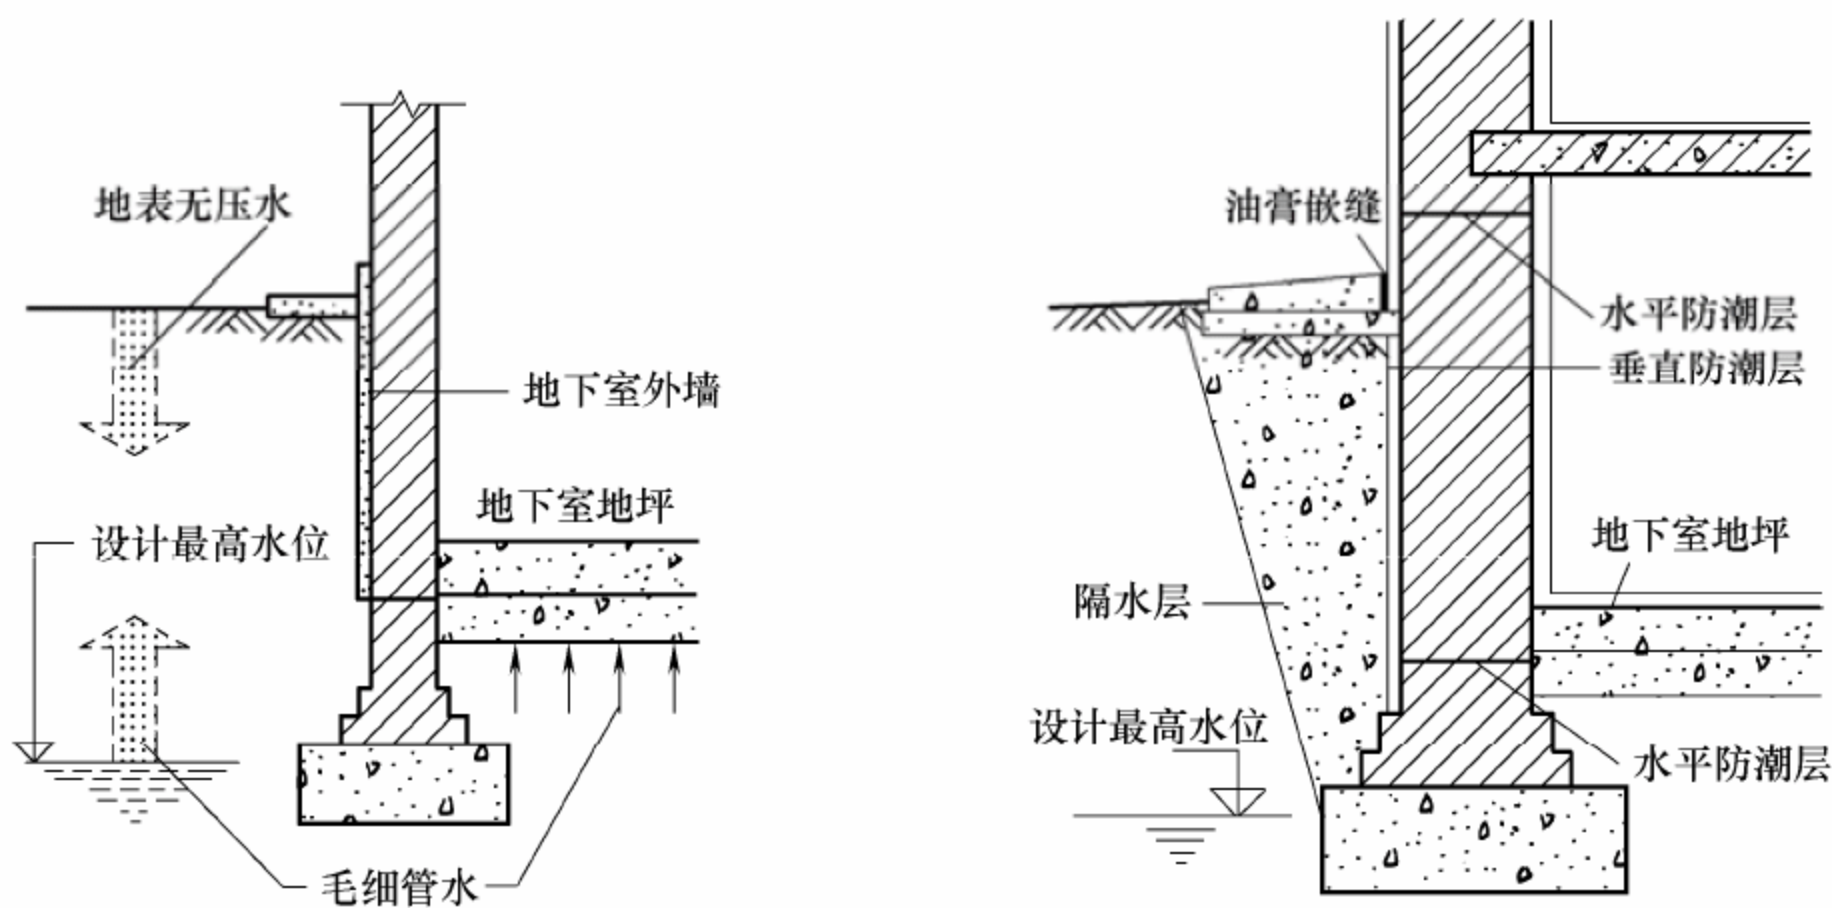 地表无压水
地下室外墙
地下室地坪
设计最高水位
毛细管水
油膏嵌缝
水平防潮层
垂直防潮层
地下室地坪
隔水层
设计最高水位
水平防潮层